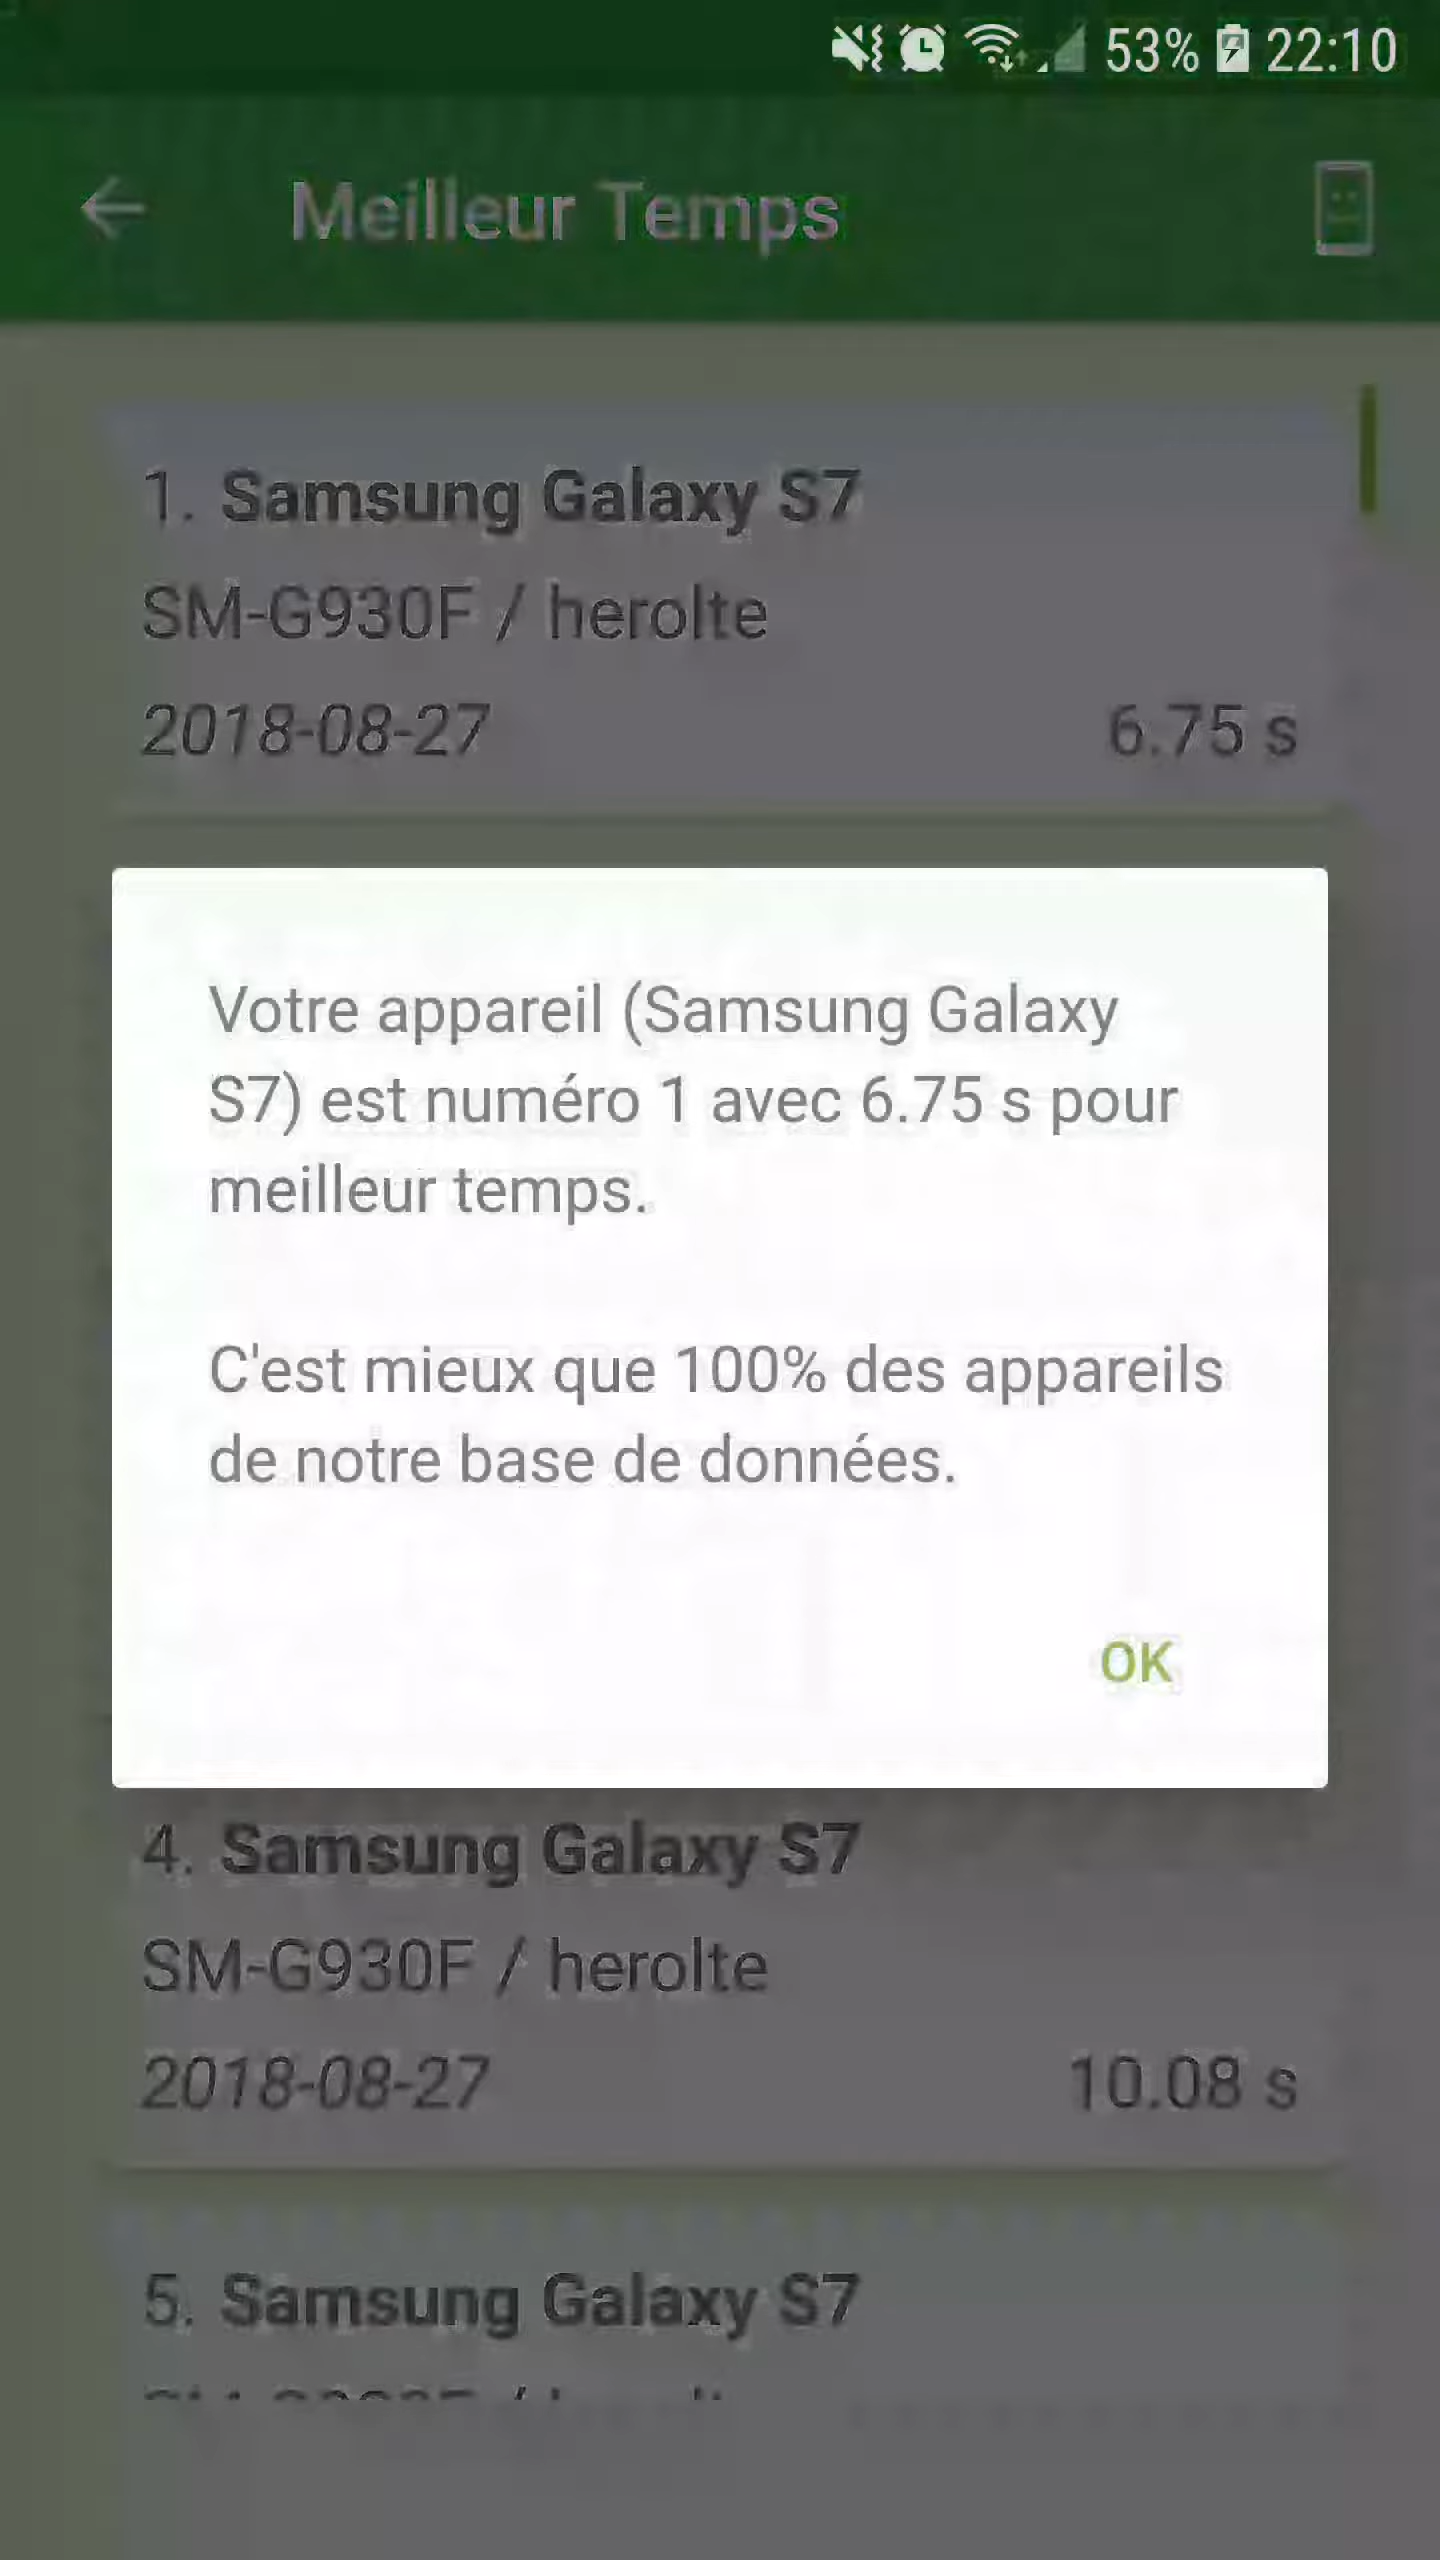 53% 22:10
Meilleur Temps
1. Samsung Galaxy S7
SM-G930F / herolte
2018-08-27 6.75 s
Votre appareil (Samsung Galaxy
S7) est numéro 1 avec 6.75 s pour
meilleur temps.
C'est mieux que 100% des appareils
de notre base de données.
OK
4. Samsung Galaxy S7
SM-G930F / herolte
2018-08-27 10.08 s
5. Samsung Galaxy S7